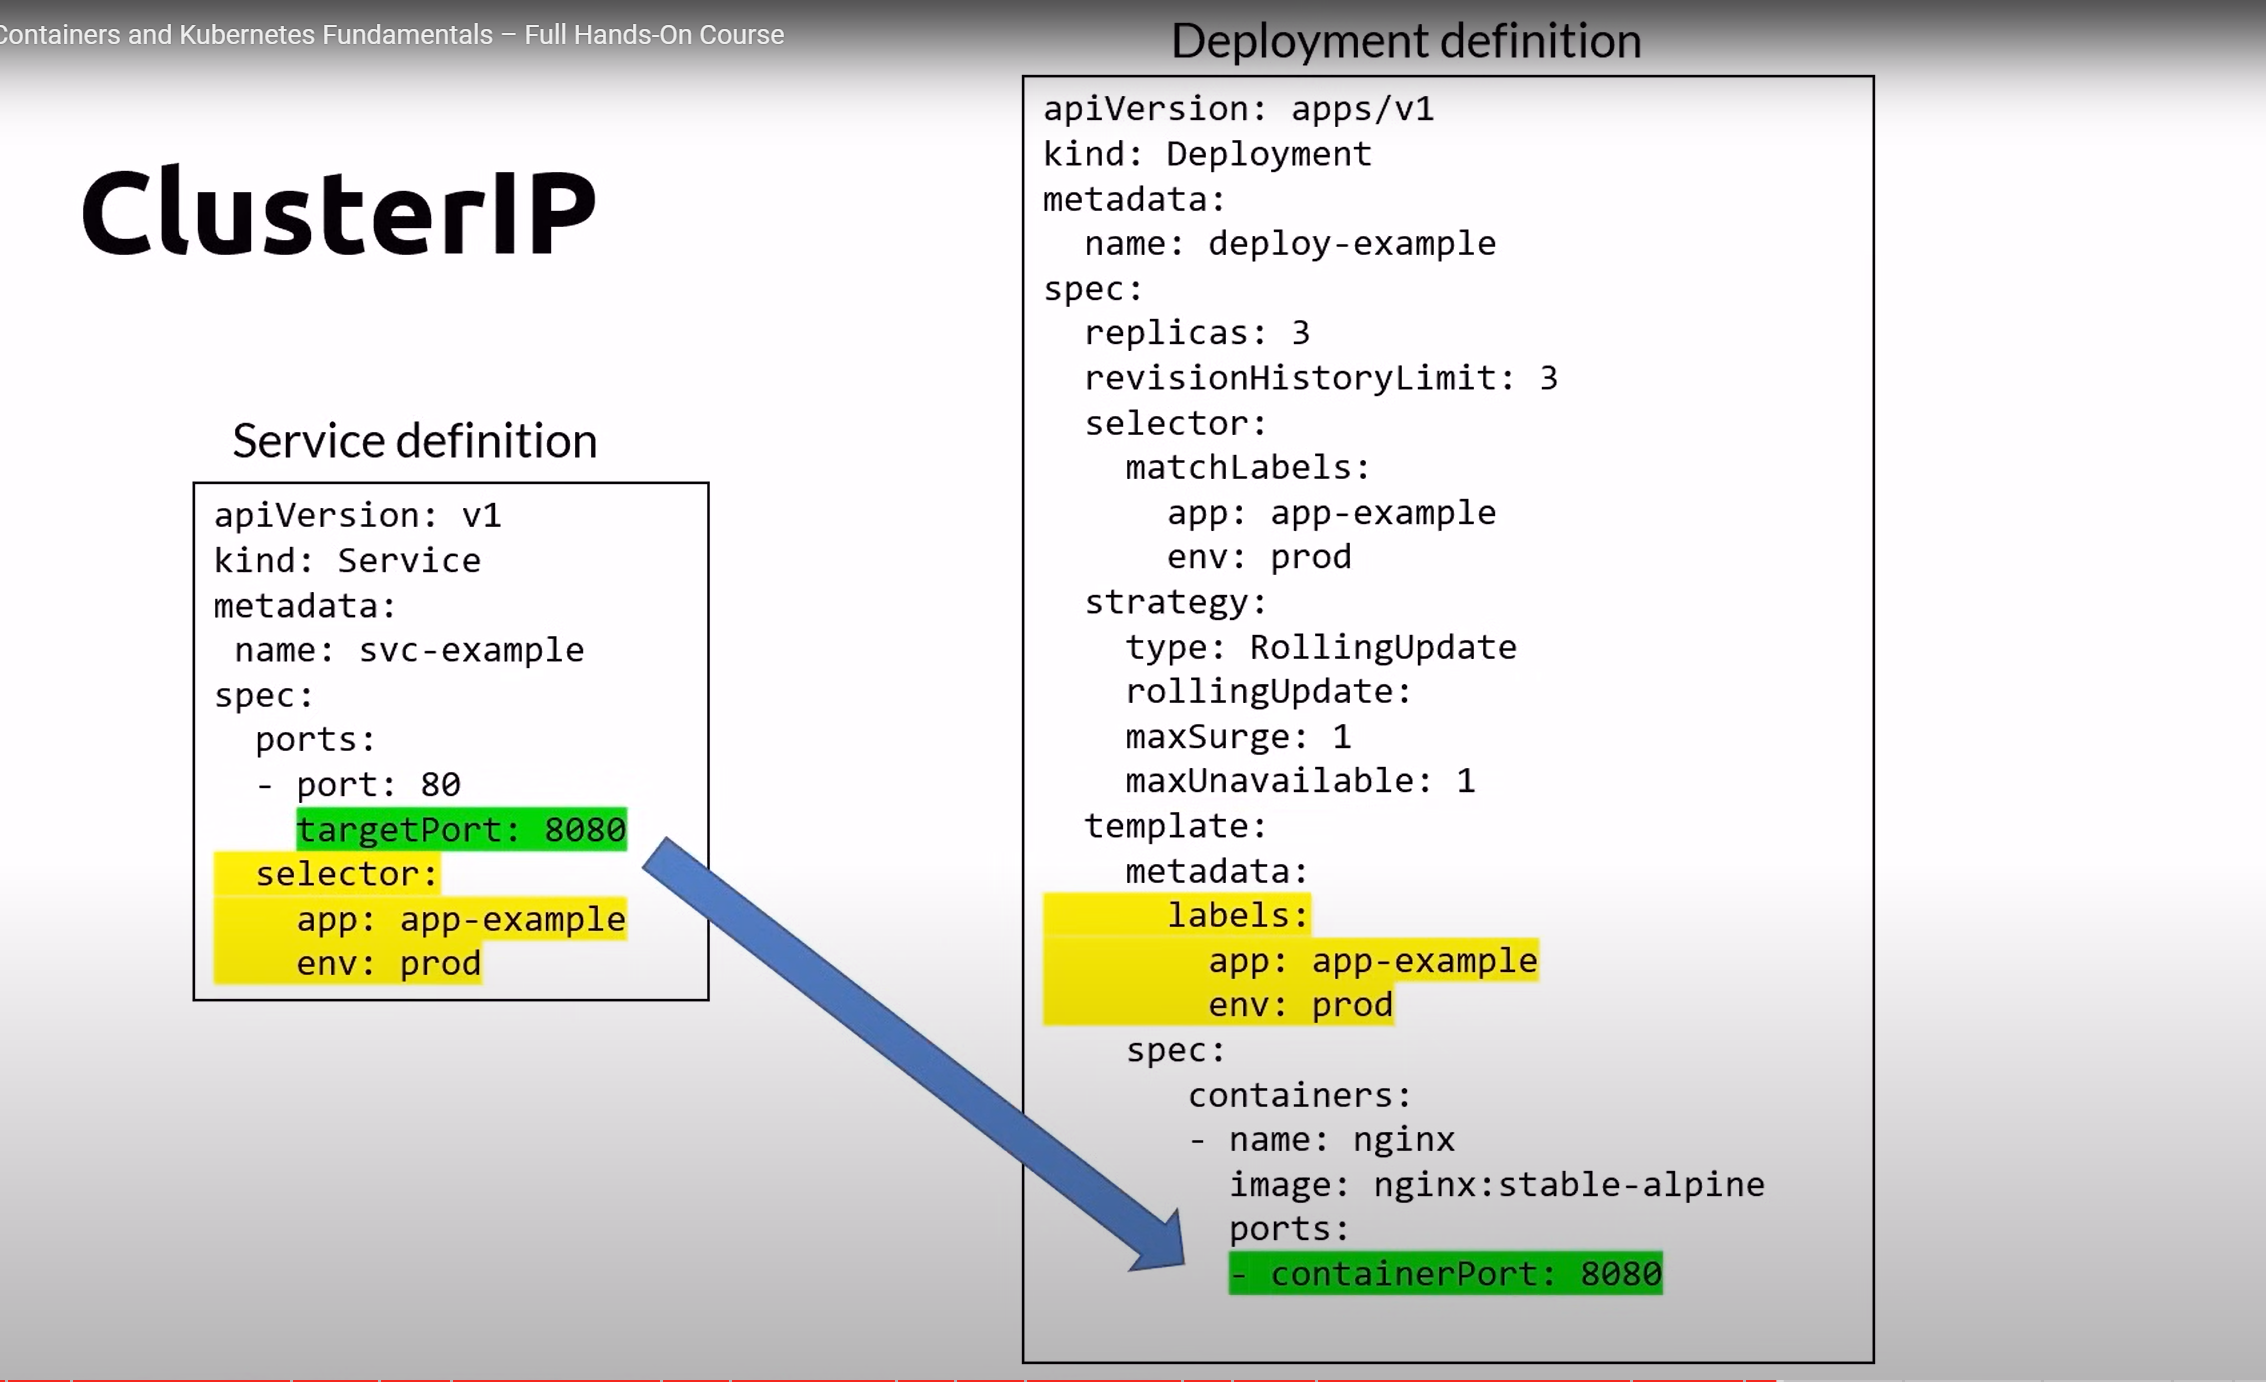 Containers and Kubernetes Fundamentals – Full Hands-On Course
ClusterIP
Service definition
apiVersion: v1
kind: Service
metadata:
 name: svc-example
spec:
  ports:
  - port: 80
    targetPort: 8080
  selector:
    app: app-example
    env: prod
Deployment definition
apiVersion: apps/v1
kind: Deployment
metadata:
  name: deploy-example
spec:
  replicas: 3
  revisionHistoryLimit: 3
  selector:
    matchLabels:
      app: app-example
      env: prod
  strategy:
    type: RollingUpdate
    rollingUpdate:
    maxSurge: 1
    maxUnavailable: 1
  template:
    metadata:
      labels:
        app: app-example
        env: prod
    spec:
       containers:
       - name: nginx
         image: nginx:stable-alpine
         ports:
         - containerPort: 8080